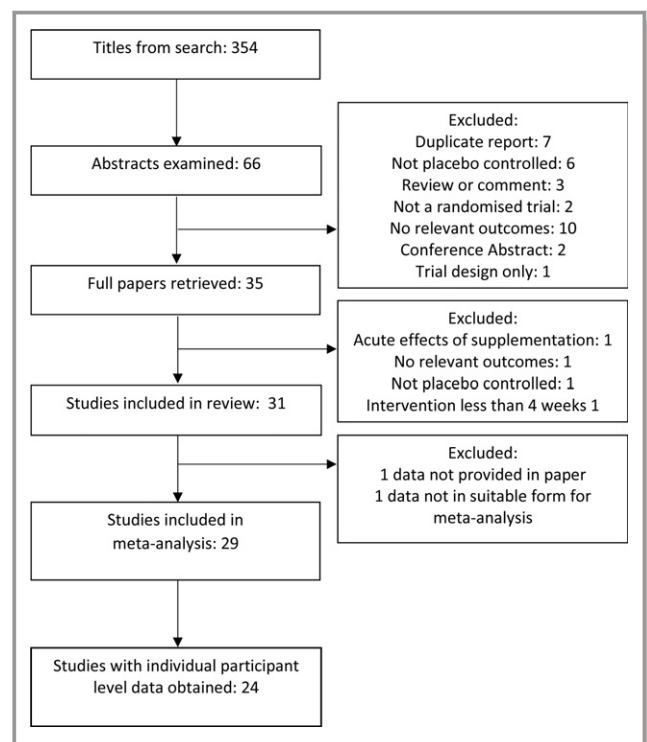 Titles from search: 354
Abstracts examined: 66
Excluded:
Duplicate report: 7
Not placebo controlled: 6
Review or comment: 3
Not a randomised trial: 2
No relevant outcomes: 10
Conference Abstract: 2
Trial design only: 1
Full papers retrieved: 35
Excluded:
Acute effects of supplementation: 1
No relevant outcomes: 1
Not placebo controlled: 1
Intervention less than 4 weeks 1
Studies included in review: 31
Excluded:
1 data not provided in paper
1 data not in suitable form for
meta-analysis
Studies included in
meta-analysis: 29
Studies with individual participant
level data obtained: 24